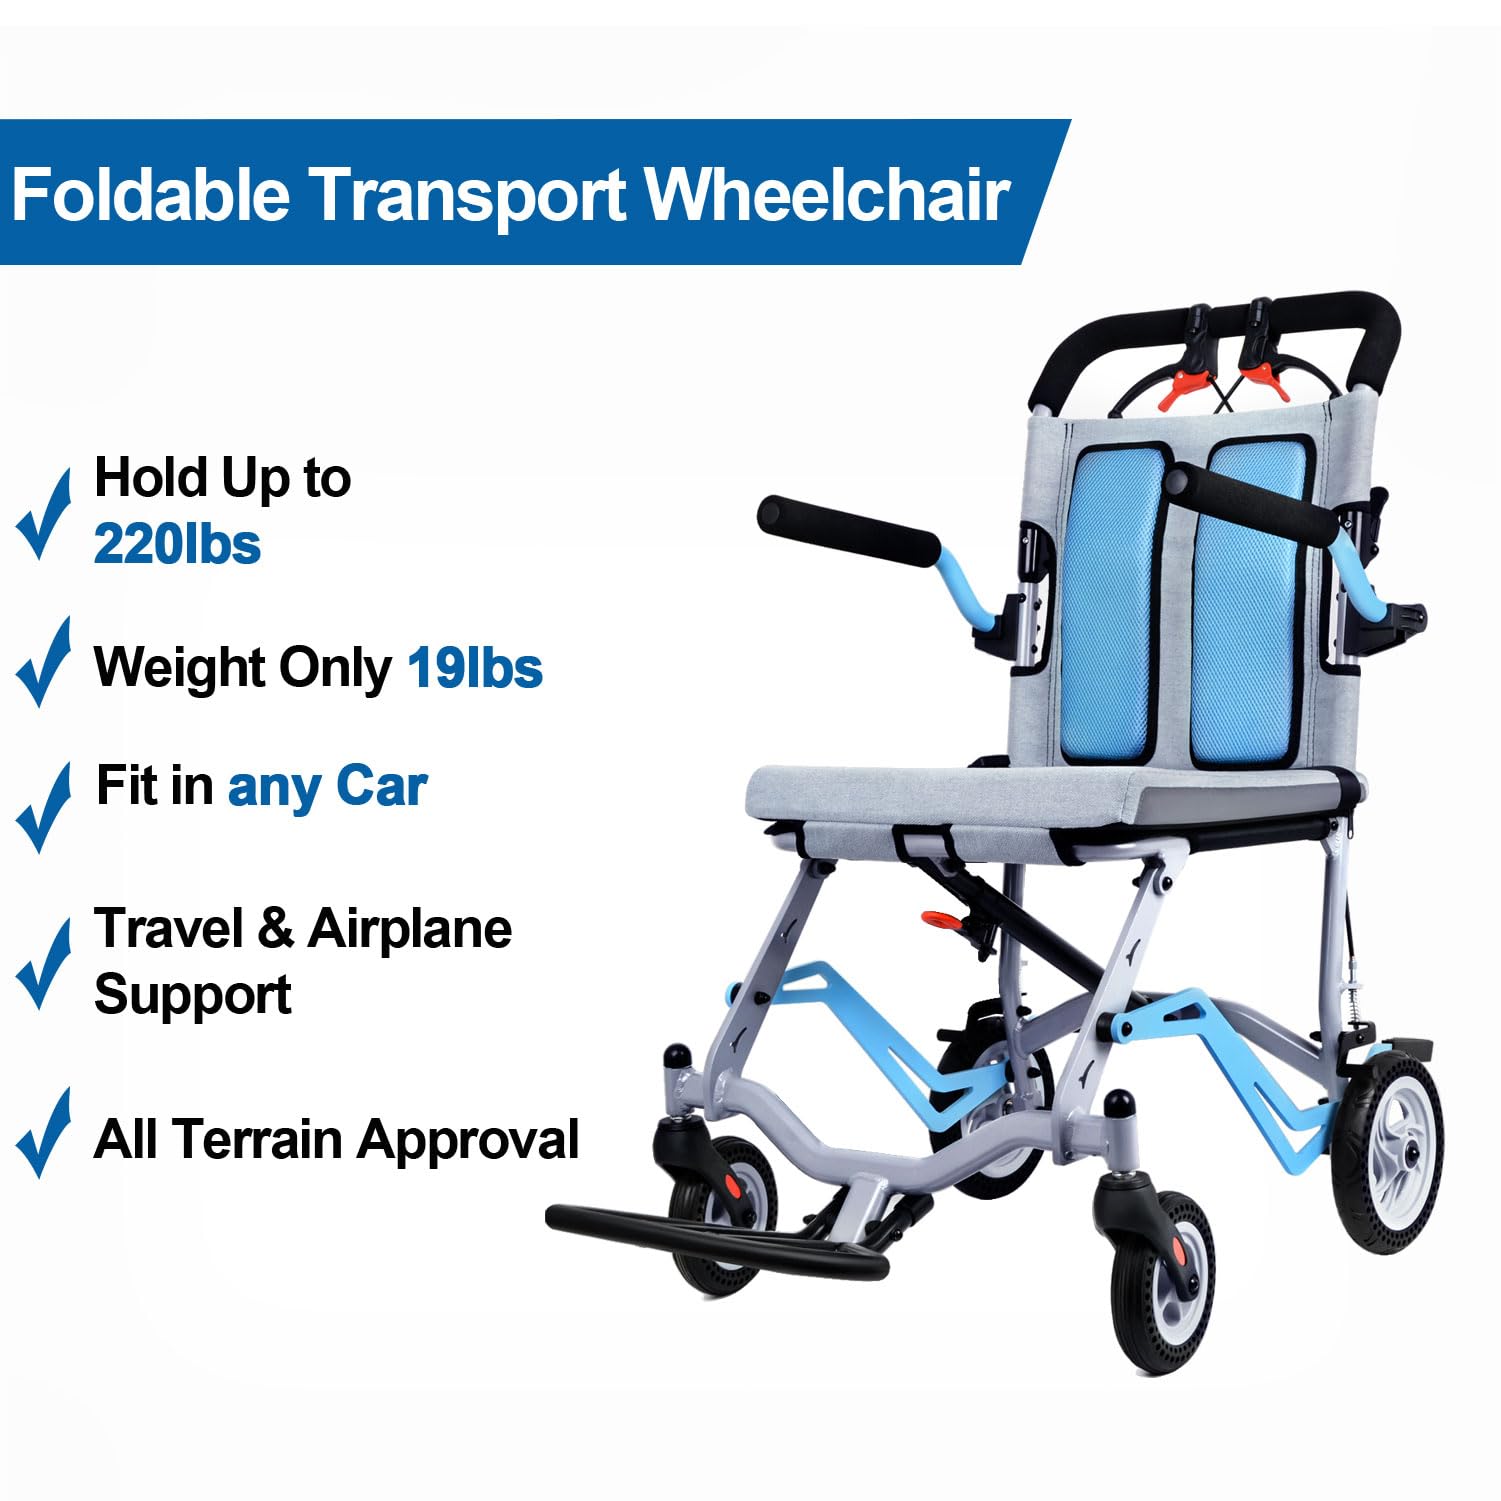 Foldable Transport Wheelchair
Hold Up to
220lbs
Weight Only 19lbs
Fit in any Car
Travel & Airplane
Support
All Terrain Approval